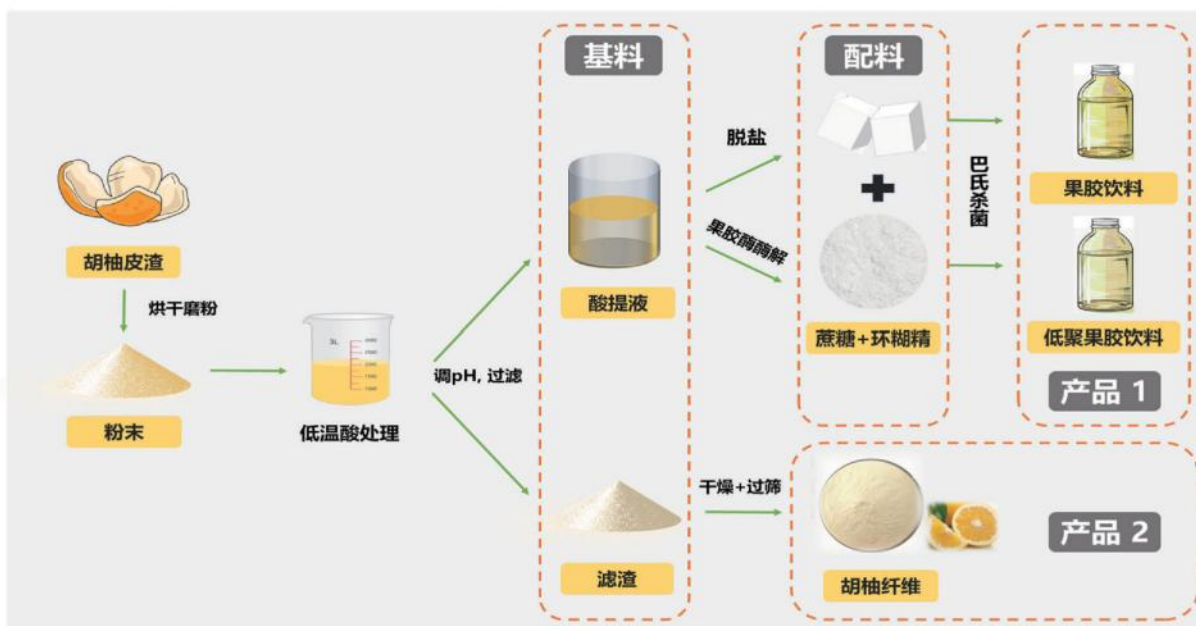 基料
配料
脱盐
巴氏杀菌
果胶饮料
胡柚皮渣
果胶酶酶解
烘干磨粉
酸提液
蔗糖+环糊精
低聚果胶饮料
3L
调pH, 过滤
产品 1
粉末
低温酸处理
干燥+过筛
产品 2
滤渣
胡柚纤维